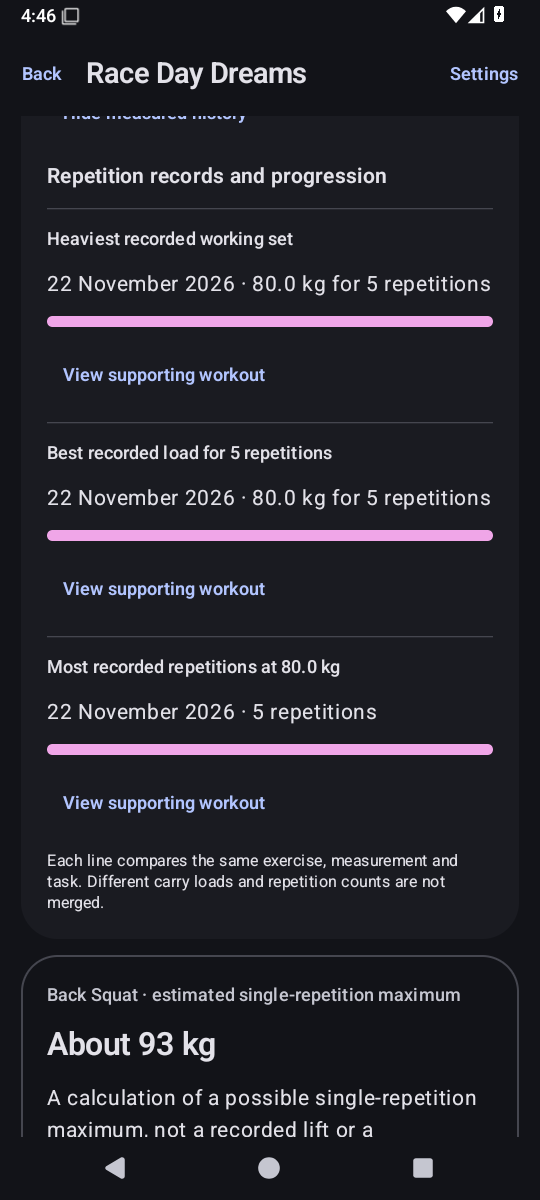 4:46
Back
Race Day Dreams
Settings
Hide measured history
Repetition records and progression
Heaviest recorded working set
22 November 2026 · 80.0 kg for 5 repetitions
View supporting workout
Best recorded load for 5 repetitions
22 November 2026 · 80.0 kg for 5 repetitions
View supporting workout
Most recorded repetitions at 80.0 kg
22 November 2026 · 5 repetitions
View supporting workout
Each line compares the same exercise, measurement and
task. Different carry loads and repetition counts are not
merged.
Back Squat · estimated single-repetition maximum
About 93 kg
A calculation of a possible single-repetition
maximum, not a recorded lift or a